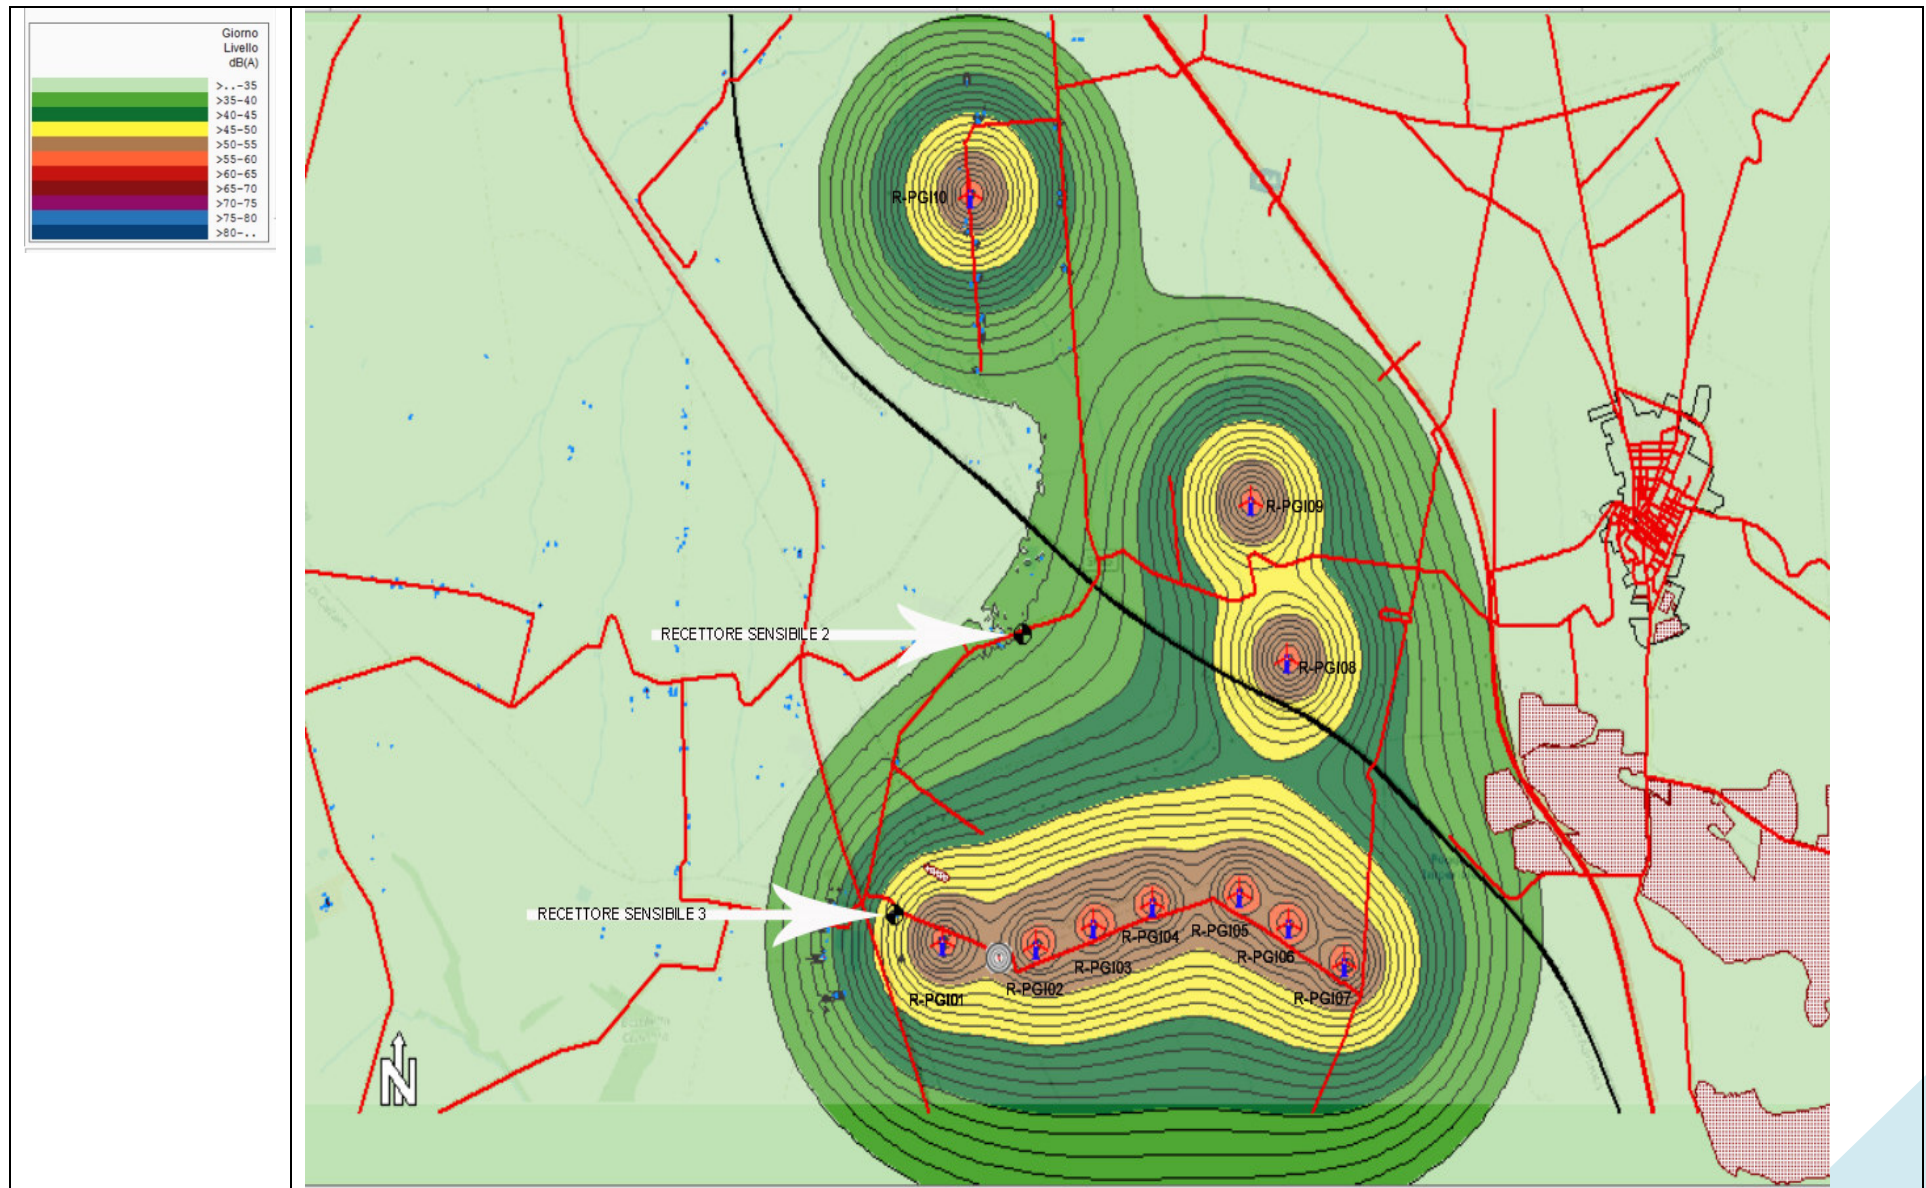 Giorno
Livello
dB(A)
>..-35
>35-40
>40-45
>45-50
>50-55
>55-60
>60-65
>65-70
>70-75
>75-80
>80-..
R-PGI10
R-PGI09
RECETTORE SENSIBILE 2
R-PGI08
RECETTORE SENSIBILE 3
R-PGI04
R-PGI05
R-PGI03
R-PGI06
R-PGI02
R-PGI01
R-PGI07
N